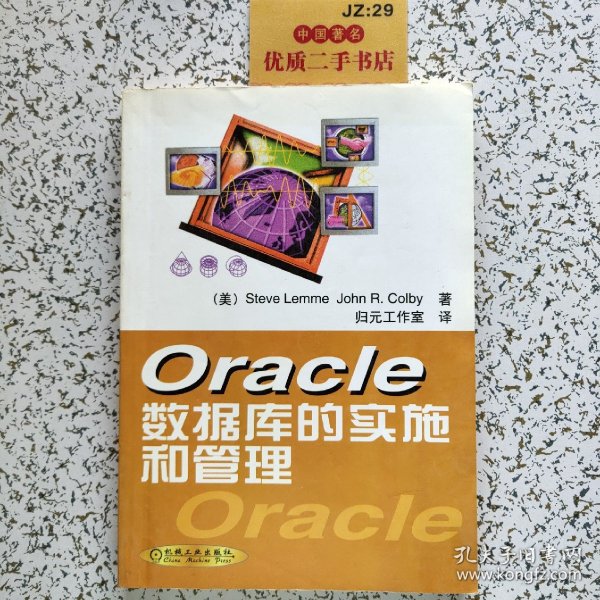 JZ:29
中国著名
优质二手书店
(美) Steve Lemme John R. Colby 著
归元工作室 译
Oracle
数据库的实施
和管理
Oracle
机械工业出版社
China Machine Press
孔夫子旧书网
www.kongfz.com